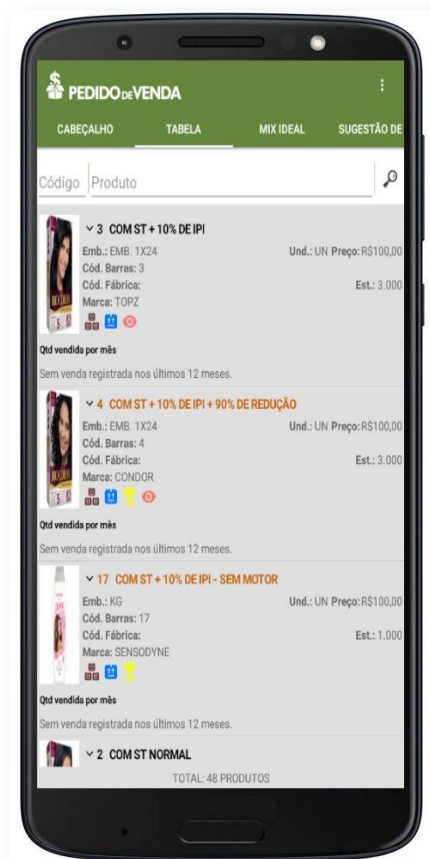 PEDIDO DE VENDA
CABEÇALHO TABELA MIX IDEAL SUGESTÃO DE
Código Produto
3 COM ST + 10% DE IPI
Emb.: EMB. 1X24 Und.: UN Preço: R$100,00
Cód. Barras: 3
Cód. Fábrica: Est.: 3.000
Marca: TOPZ
Qtd vendida por mês
Sem venda registrada nos últimos 12 meses.
4 COM ST + 10% DE IPI + 90% DE REDUÇÃO
Emb.: EMB. 1X24 Und.: UN Preço: R$100,00
Cód. Barras: 4
Cód. Fábrica: Est.: 3.000
Marca: CONDOR
Qtd vendida por mês
Sem venda registrada nos últimos 12 meses.
17 COM ST + 10% DE IPI - SEM MOTOR
Emb.: KG Und.: UN Preço: R$100,00
Cód. Barras: 17
Cód. Fábrica: Est.: 1.000
Marca: SENSODYNE
Qtd vendida por mês
Sem venda registrada nos últimos 12 meses.
2 COM ST NORMAL
TOTAL: 48 PRODUTOS